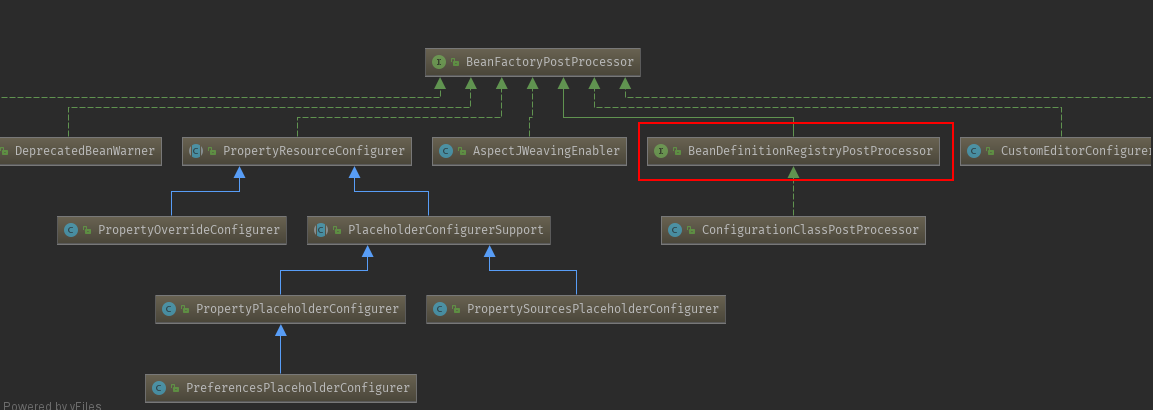 BeanFactoryPostProcessor
DeprecatedBeanWarner
PropertyResourceConfigurer
AspectJWeavingEnabler
BeanDefinitionRegistryPostProcessor
CustomEditorConfigurer
PropertyOverrideConfigurer
PlaceholderConfigurerSupport
ConfigurationClassPostProcessor
PropertyPlaceholderConfigurer
PropertySourcesPlaceholderConfigurer
PreferencesPlaceholderConfigurer
Powered by yFiles